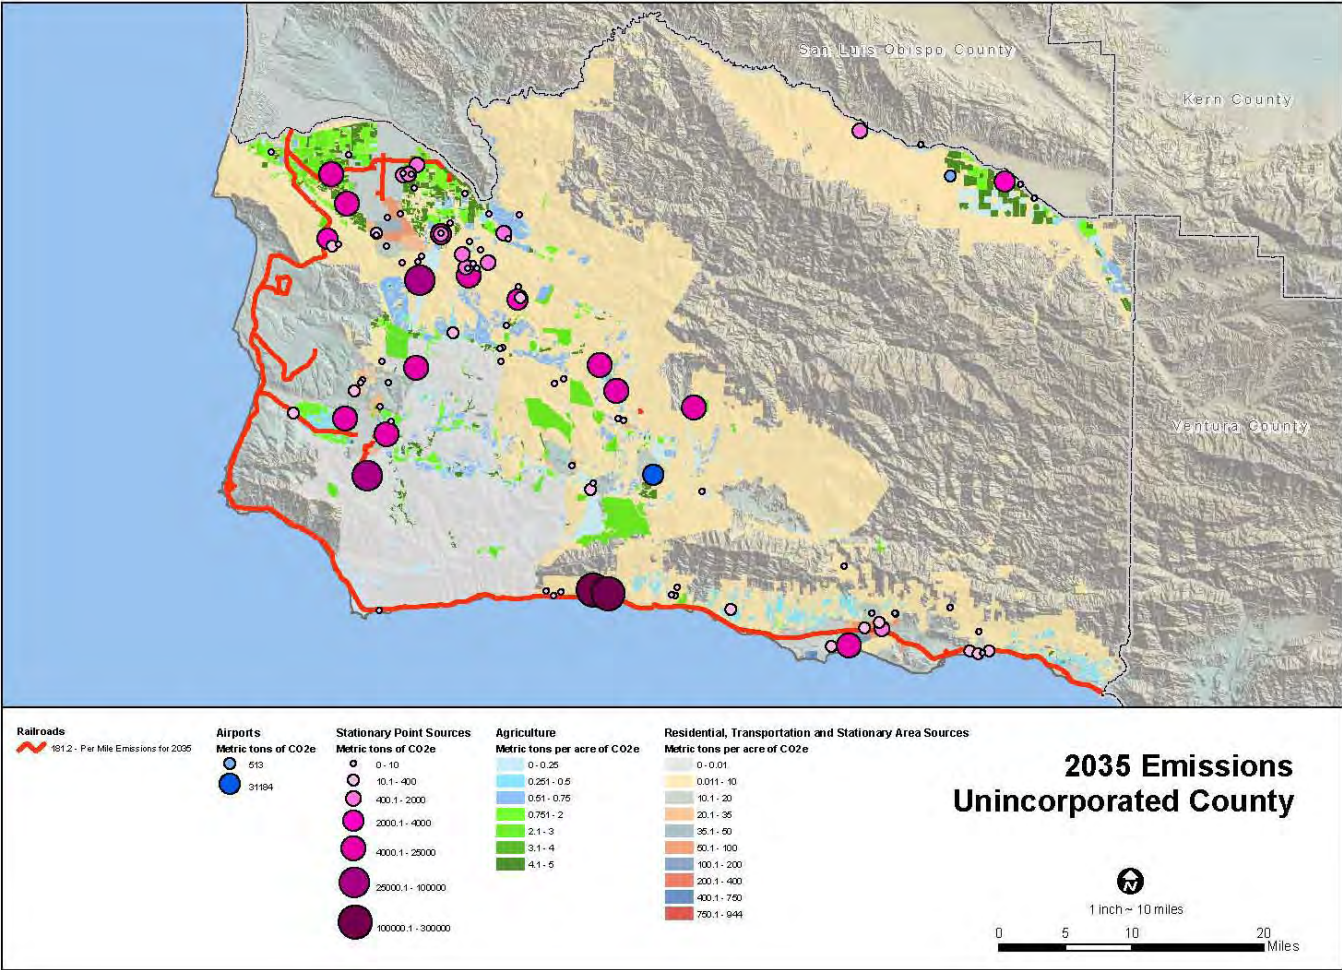 San Luis Obispo County
Kern County
Ventura County
Railroads
181.2 - Per Mile Emissions for 2035
Airports
Metric tons of CO2e
513
31184
Stationary Point Sources
Metric tons of CO2e
0 - 10
10.1 - 400
400.1 - 2000
2000.1 - 4000
4000.1 - 25000
25000.1 - 100000
100000.1 - 300000
Agriculture
Metric tons per acre of CO2e
0 - 0.25
0.251 - 0.5
0.51 - 0.75
0.751 - 2
2.1 - 3
3.1 - 4
4.1 - 5
Residential, Transportation and Stationary Area Sources
Metric tons per acre of CO2e
0 - 0.01
0.011 - 10
10.1 - 20
20.1 - 35
35.1 - 50
50.1 - 100
100.1 - 200
200.1 - 400
400.1 - 750
750.1 - 944
2035 Emissions
Unincorporated County
N
1 inch ~ 10 miles
0 5 10 20
Miles